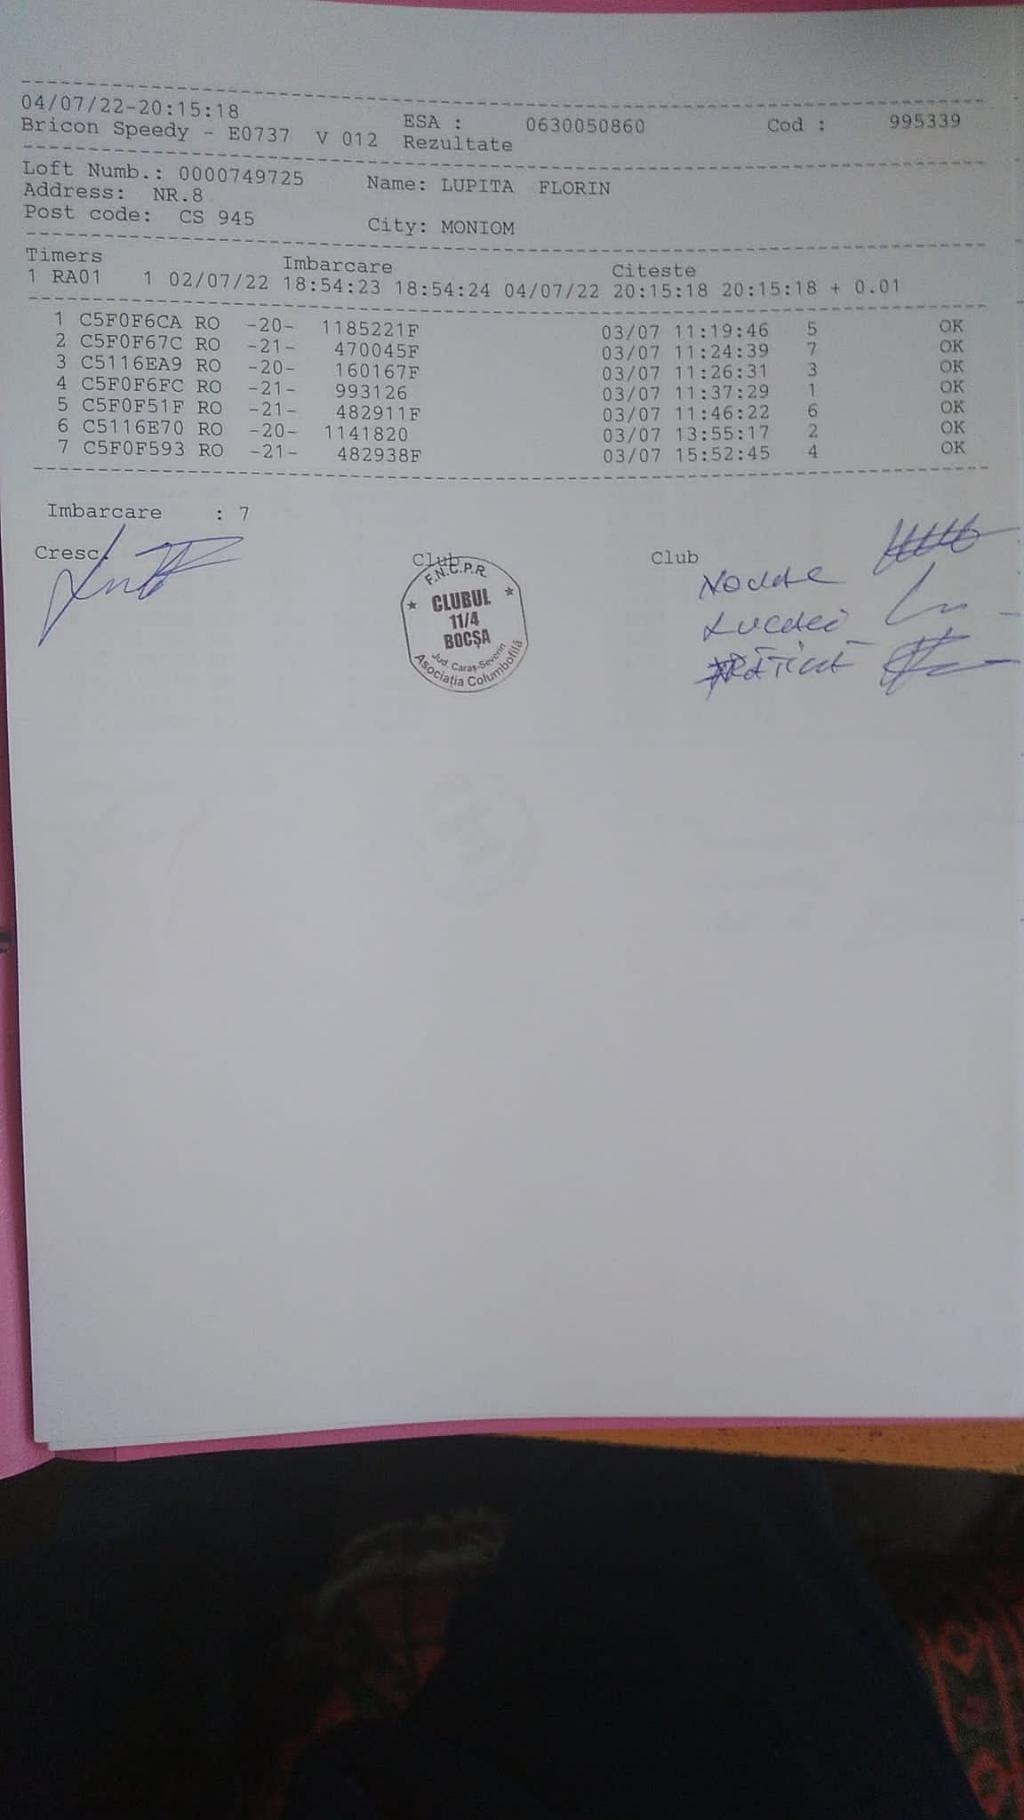 04/07/22-20:15:18 ESA : 0630050860 Cod : 995339
Bricon Speedy - E0737 V 012 Rezultate
Loft Numb.: 0000749725 Name: LUPITA FLORIN
Address: NR.8
Post code: CS 945 City: MONIOM
Timers Imbarcare Citeste
1 RA01 1 02/07/22 18:54:23 18:54:24 04/07/22 20:15:18 20:15:18 + 0.01
1 C5F0F6CA RO -20- 1185221F 03/07 11:19:46 5 OK
2 C5F0F67C RO -21- 470045F 03/07 11:24:39 7 OK
3 C5116EA9 RO -20- 160167F 03/07 11:26:31 3 OK
4 C5F0F6FC RO -21- 993126 03/07 11:37:29 1 OK
5 C5F0F51F RO -21- 482911F 03/07 11:46:22 6 OK
6 C5116E70 RO -20- 1141820 03/07 13:55:17 2 OK
7 C5F0F593 RO -21- 482938F 03/07 15:52:45 4 OK
Imbarcare : 7
Cresc. Club Club
F.N.C.P.R.
CLUBUL
11/4
BOCȘA
Jud. Caraș-Severin
Asociația Columbofilă